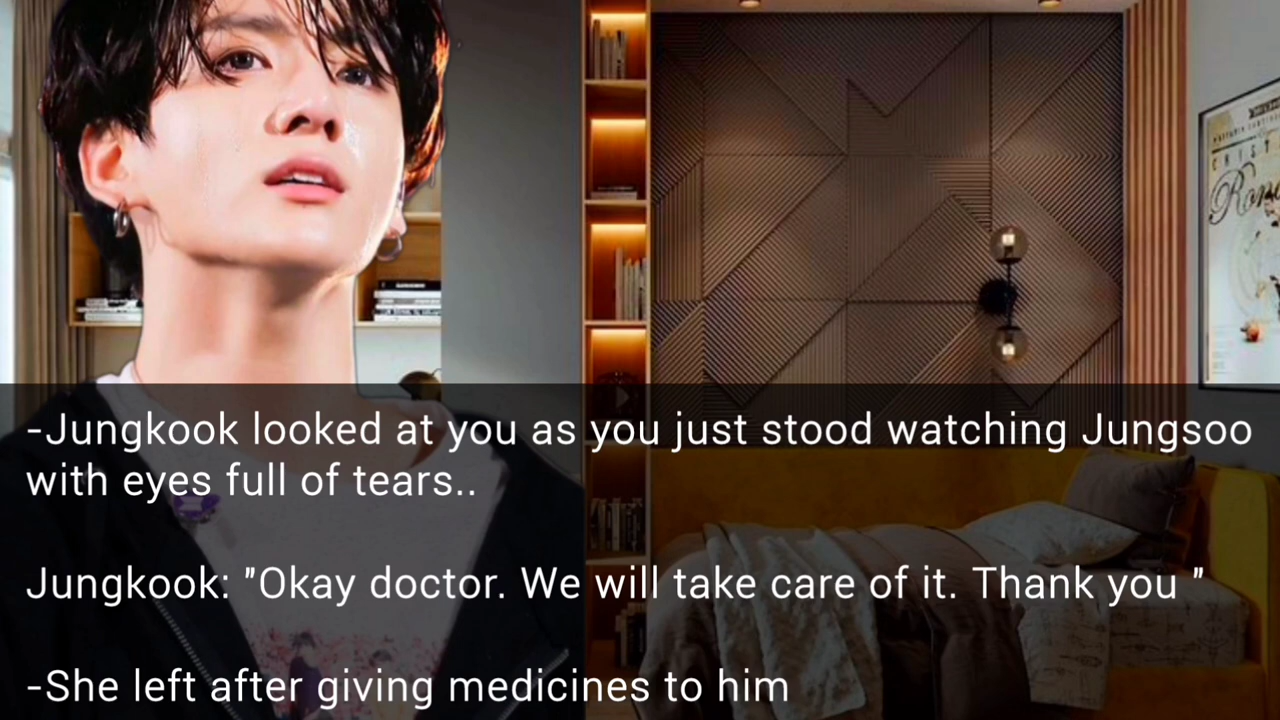 -Jungkook looked at you as you just stood watching Jungsoo
with eyes full of tears..
Jungkook: "Okay doctor. We will take care of it. Thank you "
-She left after giving medicines to him